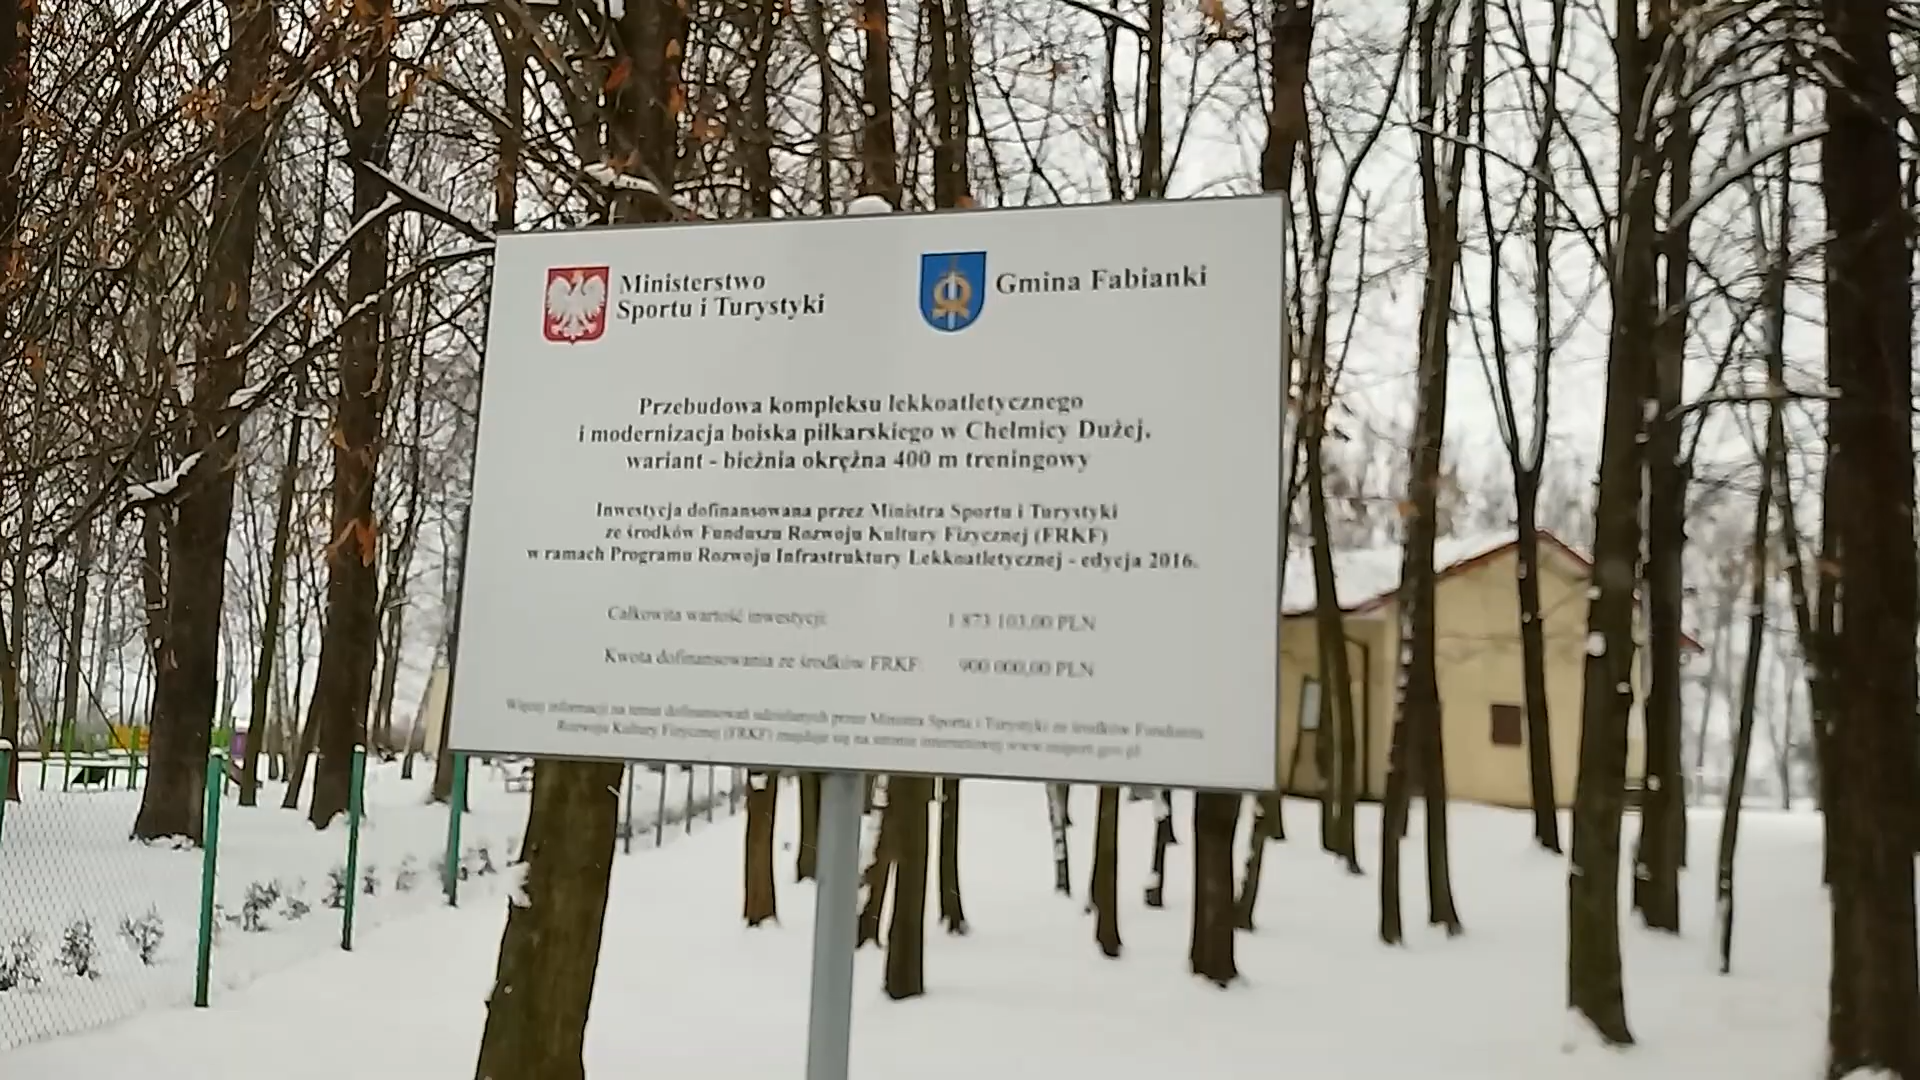 Ministerstwo
Sportu i Turystyki
Gmina Fabianki
Przebudowa kompleksu lekkoatletycznego
i modernizacja boiska piłkarskiego w Chełmicy Dużej,
wariant - bieżnia okrężna 400 m treningowy
Inwestycja dofinansowana przez Ministra Sportu i Turystyki
ze środków Funduszu Rozwoju Kultury Fizycznej (FRKF)
w ramach Programu Rozwoju Infrastruktury Lekkoatletycznej - edycja 2016.
Całkowita wartość inwestycji: 1 873 103,00 PLN
Kwota dofinansowania ze środków FRKF: 900 000,00 PLN
Więcej informacji na temat dofinansowań udzielanych przez Ministra Sportu i Turystyki ze środków Funduszu
Rozwoju Kultury Fizycznej (FRKF) znajduje się na stronie internetowej www.msport.gov.pl